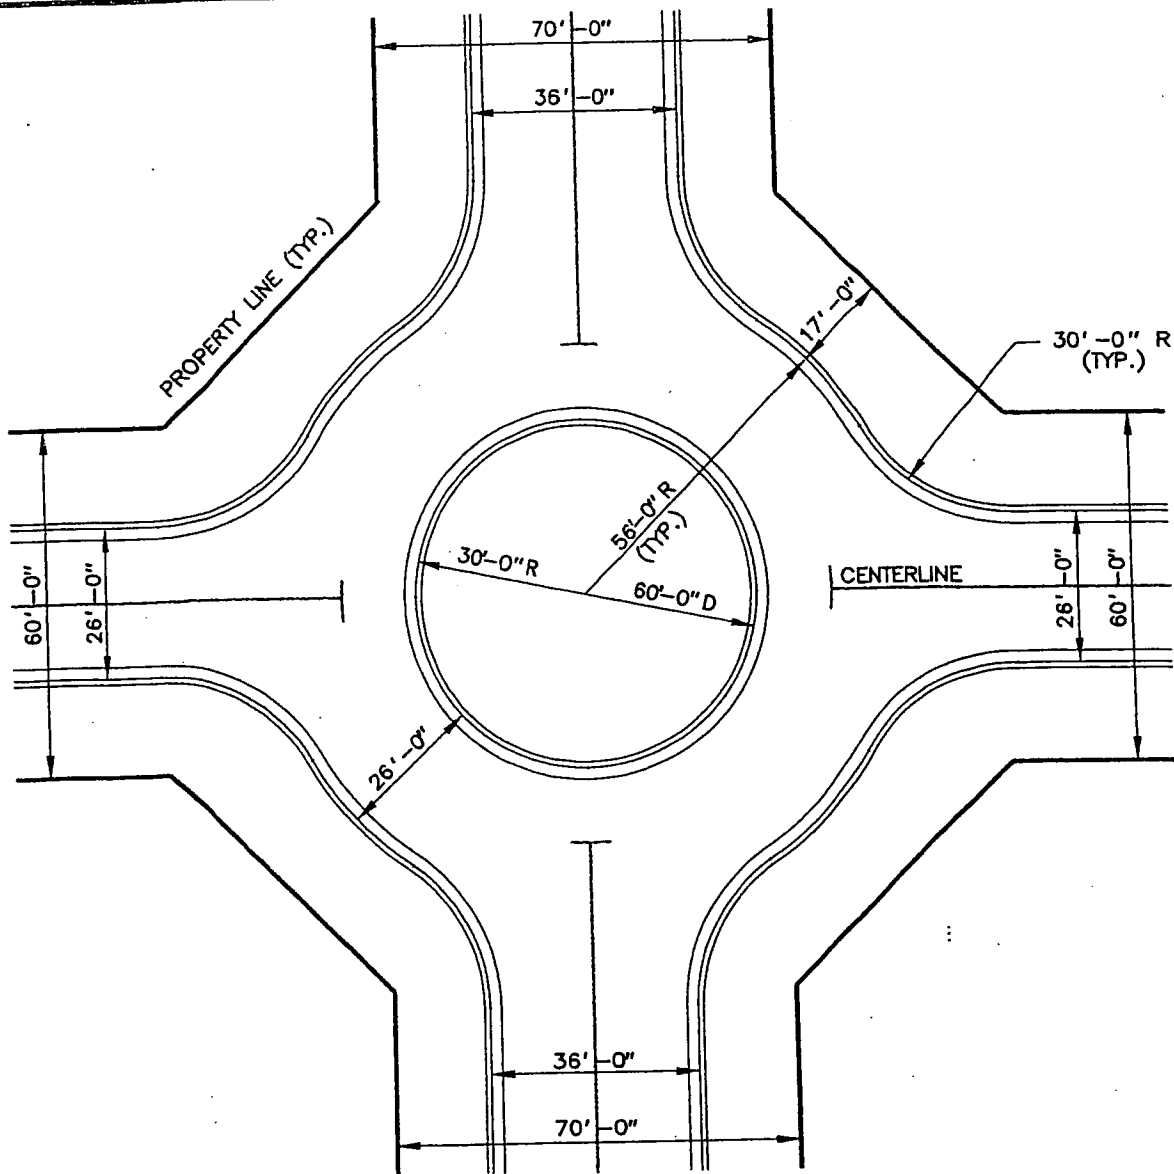 70'-0"
36'-0"
PROPERTY LINE (TYP.)
17'-0"
30'-0" R
(TYP.)
56'-0" R
(TYP.)
30'-0" R
60'-0" D
CENTERLINE
60'-0"
26'-0"
26'-0"
60'-0"
26'-0"
36'-0"
70'-0"